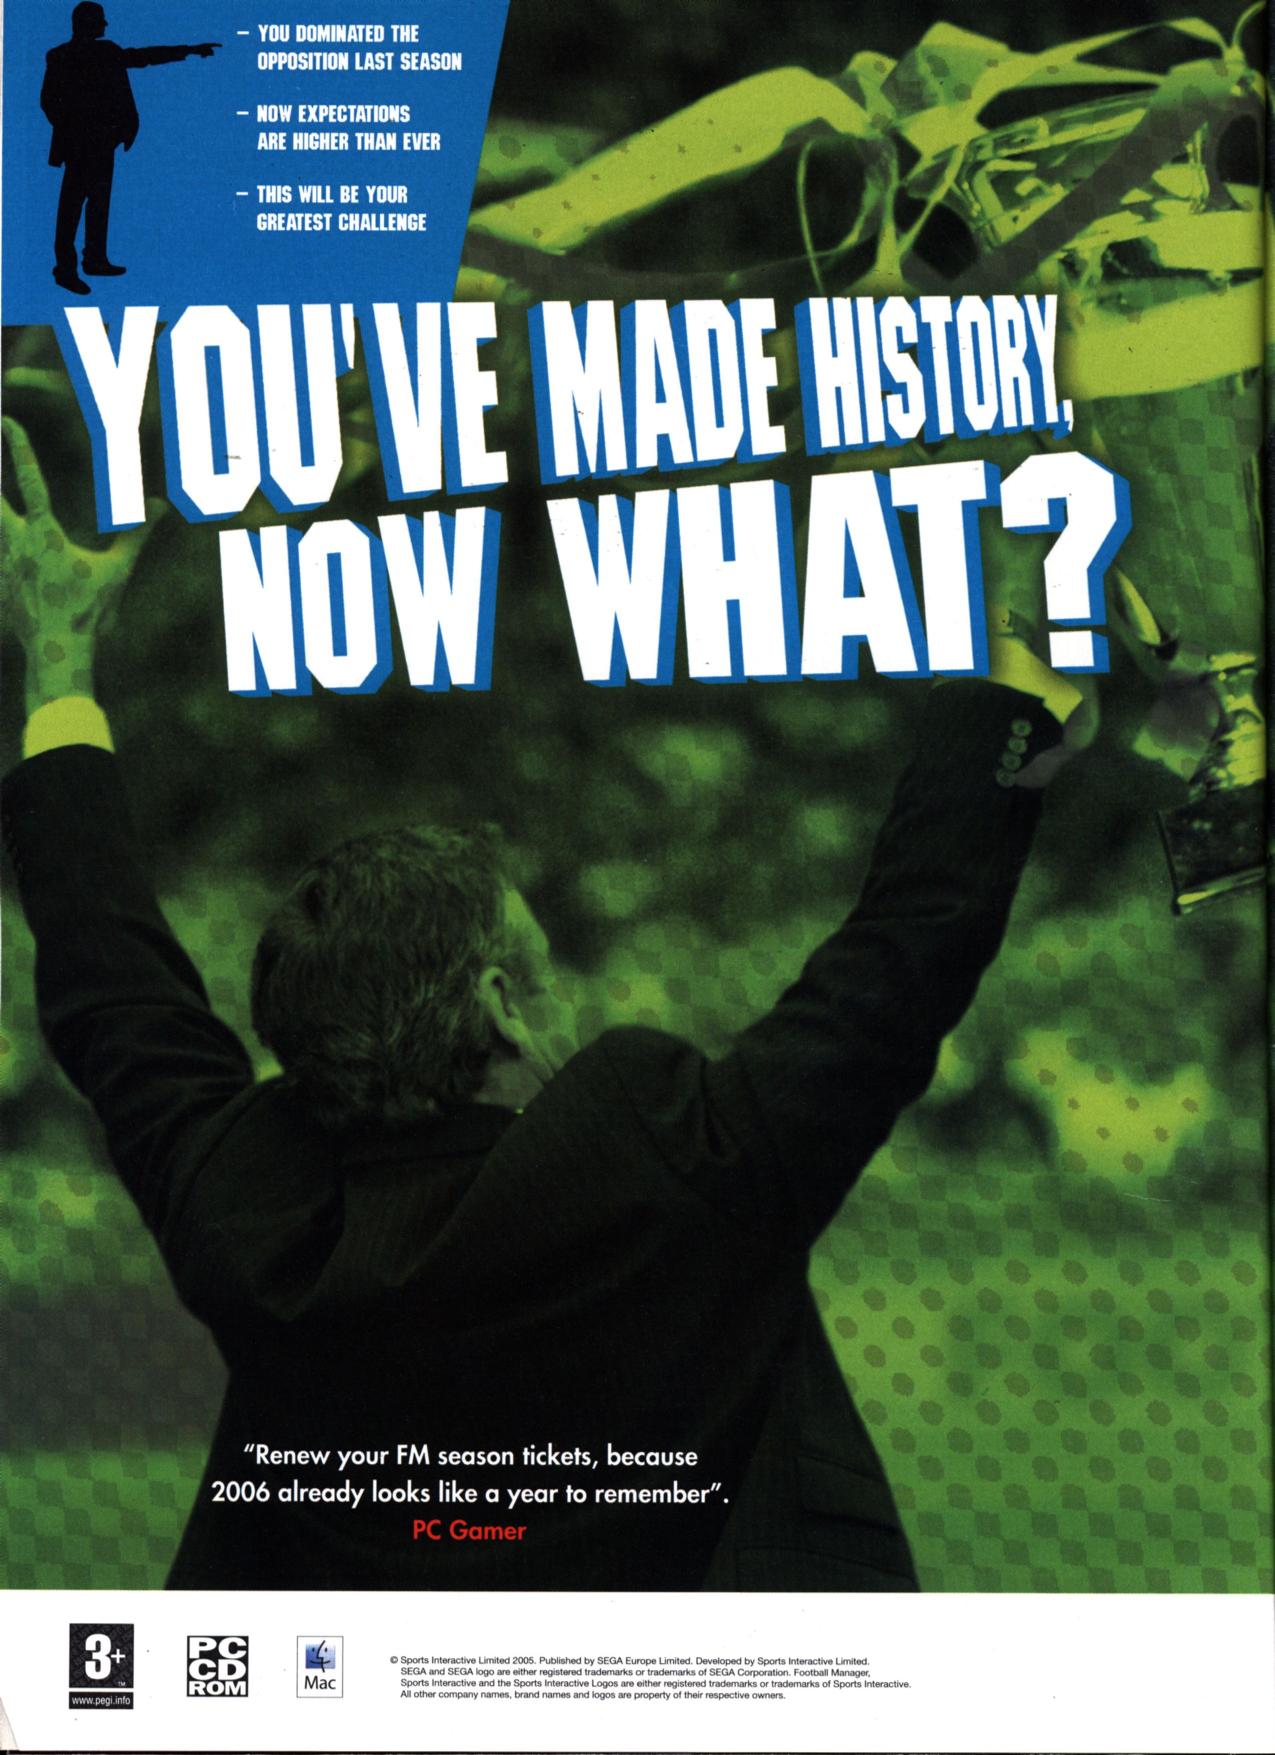 – YOU DOMINATED THE
OPPOSITION LAST SEASON
– NOW EXPECTATIONS
ARE HIGHER THAN EVER
– THIS WILL BE YOUR
GREATEST CHALLENGE
YOU'VE MADE HISTORY,
NOW WHAT?
“Renew your FM season tickets, because
2006 already looks like a year to remember”.
PC Gamer
3+
TM
www.pegi.info
PC
CD
ROM
Mac
© Sports Interactive Limited 2005. Published by SEGA Europe Limited. Developed by Sports Interactive Limited.
SEGA and SEGA logo are either registered trademarks or trademarks of SEGA Corporation. Football Manager,
Sports Interactive and the Sports Interactive Logos are either registered trademarks or trademarks of Sports Interactive.
All other company names, brand names and logos are property of their respective owners.